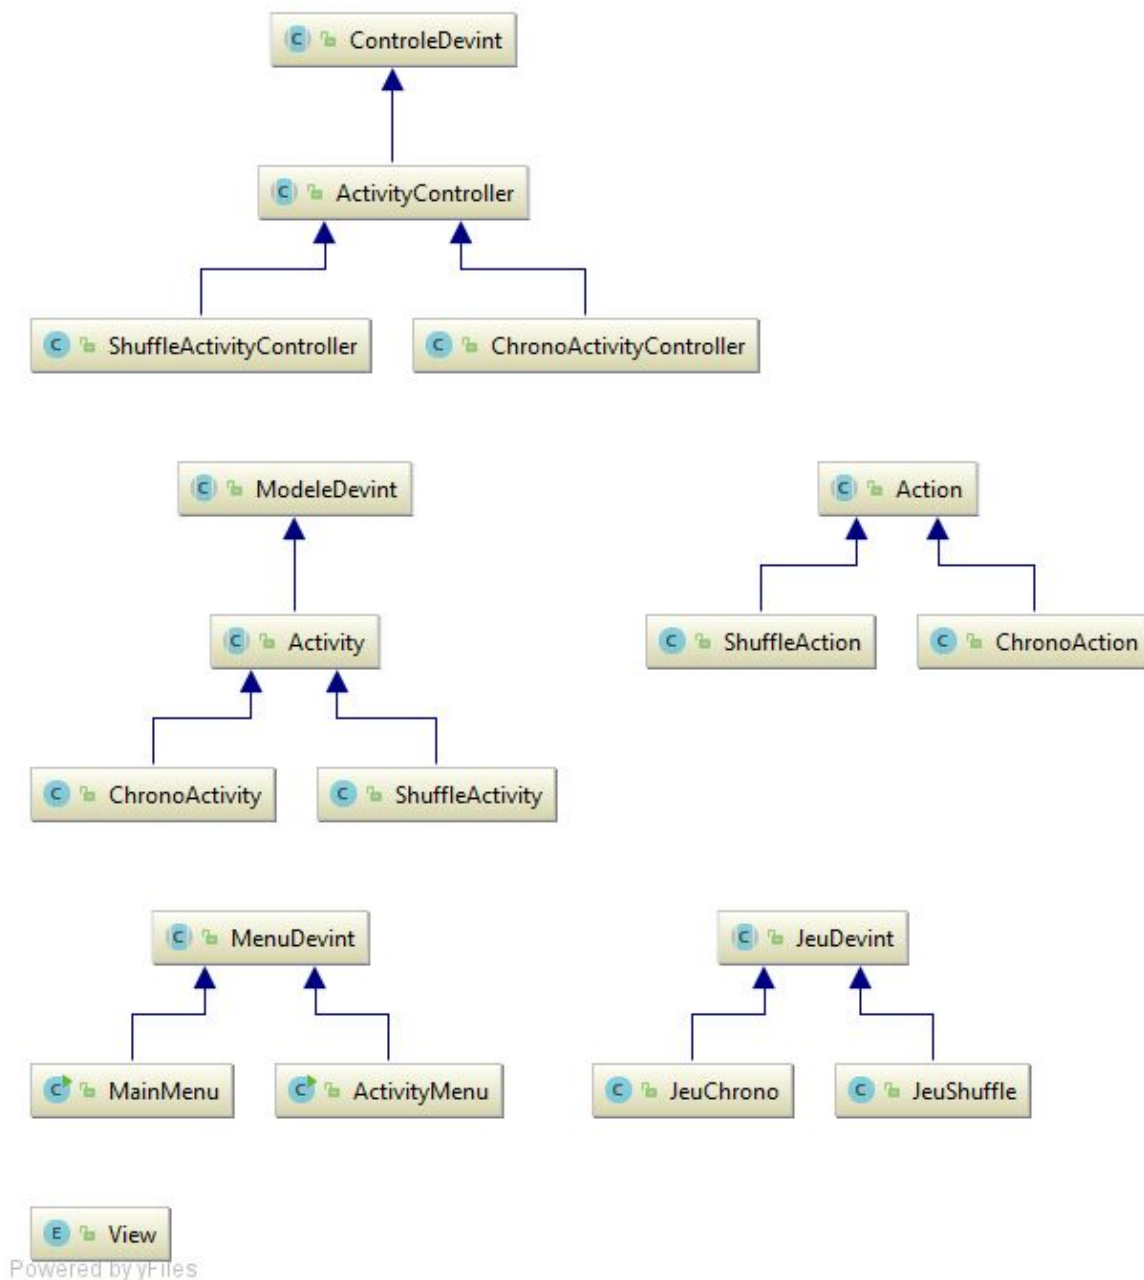 ControleDevint
ActivityController
ShuffleActivityController
ChronoActivityController
ModeleDevint
Action
Activity
ShuffleAction
ChronoAction
ChronoActivity
ShuffleActivity
MenuDevint
JeuDevint
MainMenu
ActivityMenu
JeuChrono
JeuShuffle
View
Powered by yFiles